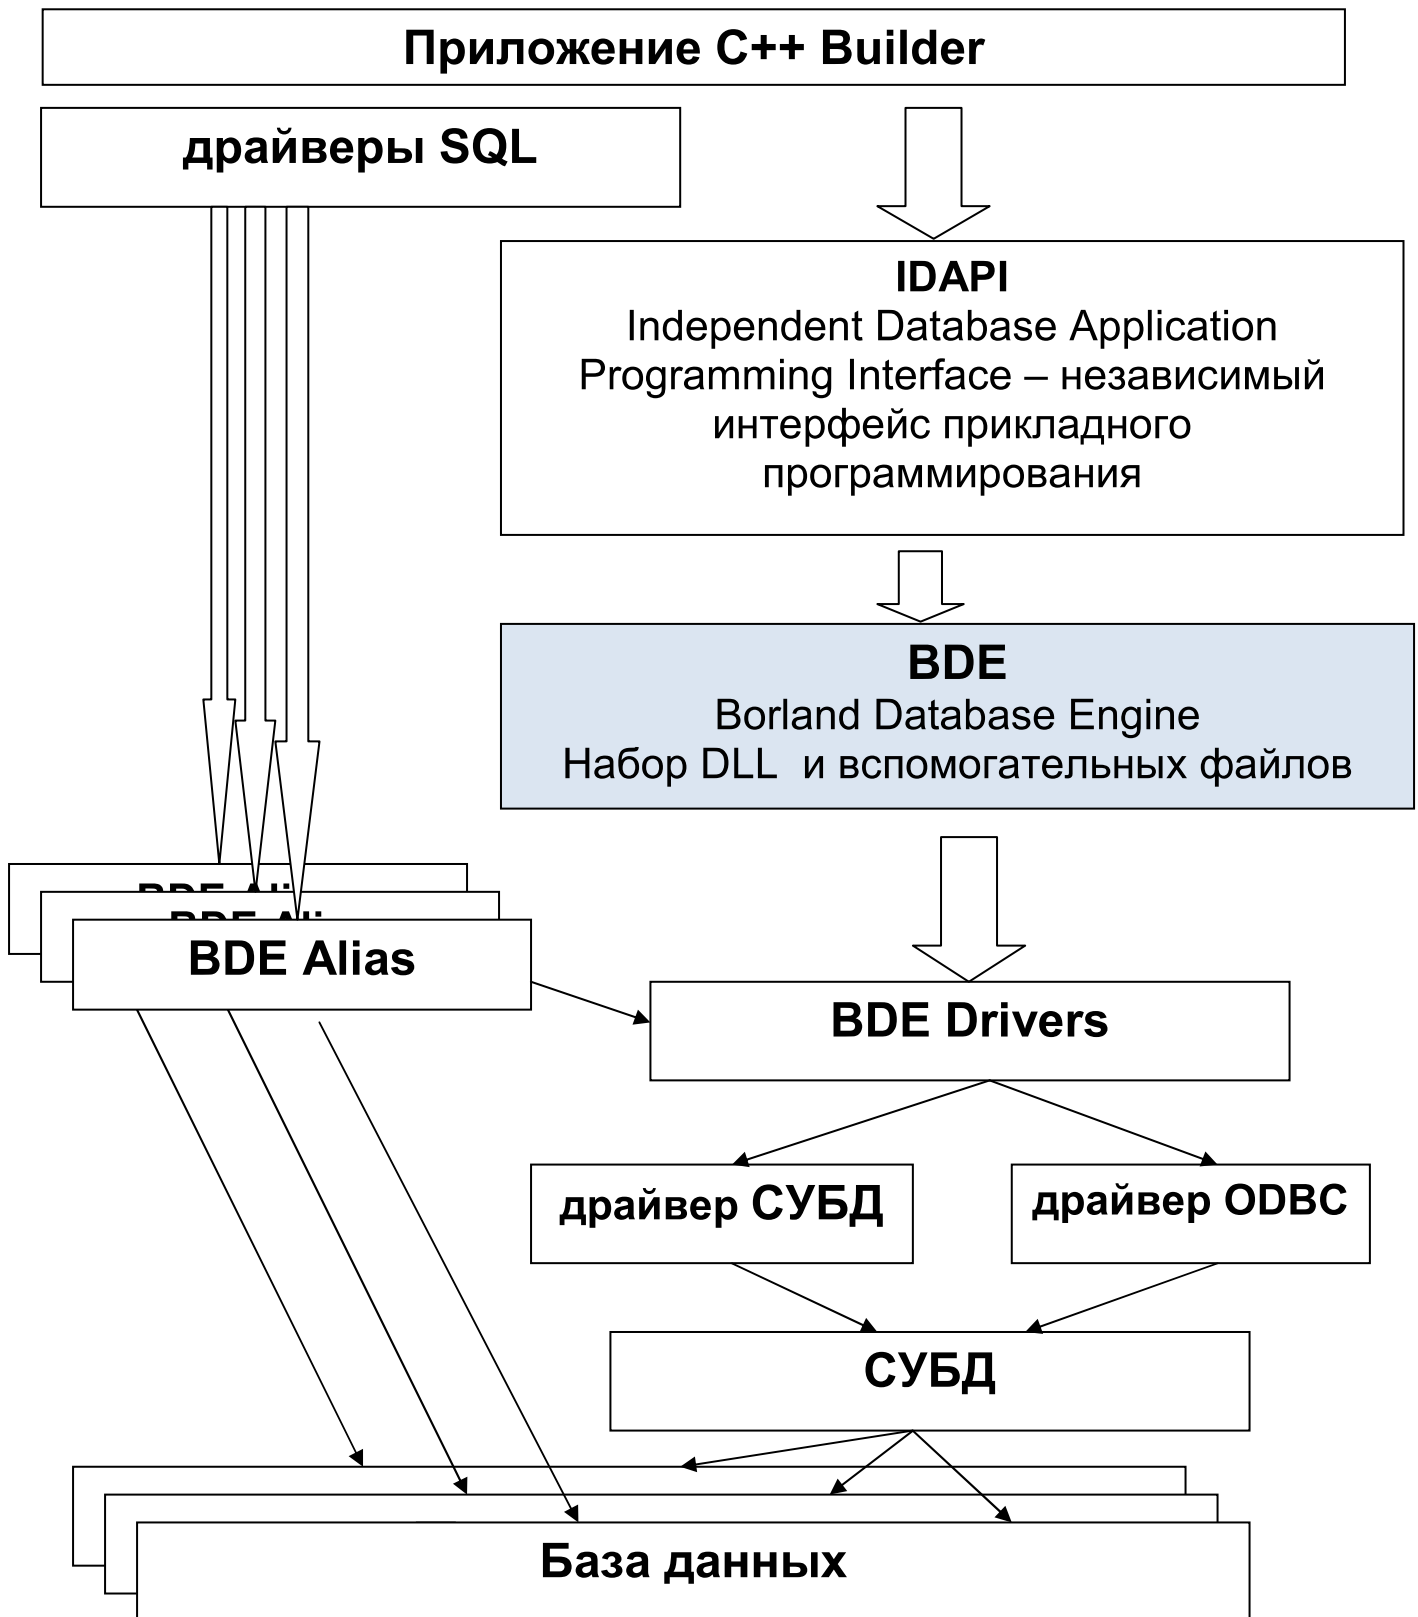 Приложение C++ Builder
драйверы SQL
IDAPI
Independent Database Application
Programming Interface – независимый
интерфейс прикладного
программирования
BDE
Borland Database Engine
Набор DLL  и вспомогательных файлов
BDE Alias
BDE Drivers
драйвер СУБД
драйвер ODBC
СУБД
База данных